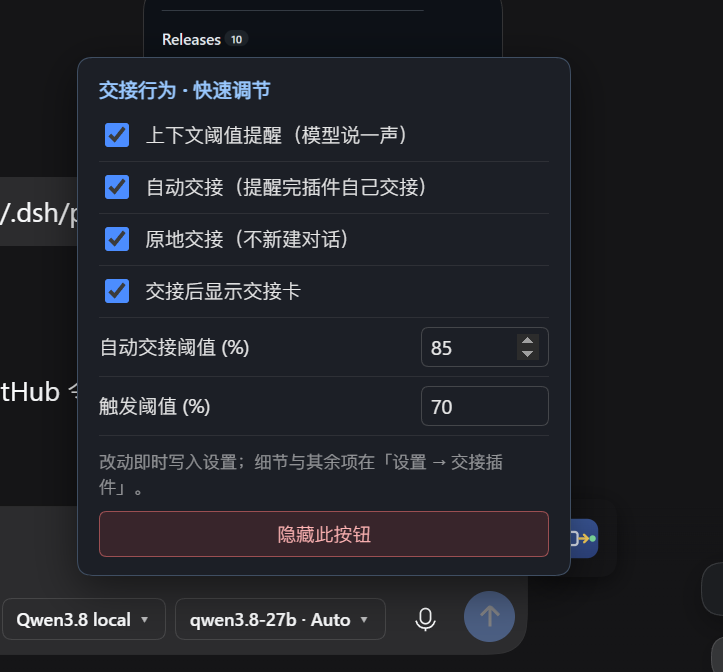 Releases 10
交接行为 · 快速调节
上下文阈值提醒（模型说一声）
自动交接（提醒完插件自己交接）
/.dsh/p
原地交接（不新建对话）
交接后显示交接卡
自动交接阈值 (%) 85
tHub
触发阈值 (%) 70
改动即时写入设置；细节与其余项在「设置 → 交接插
件」。
隐藏此按钮
Qwen3.8 local
qwen3.8-27b · Auto